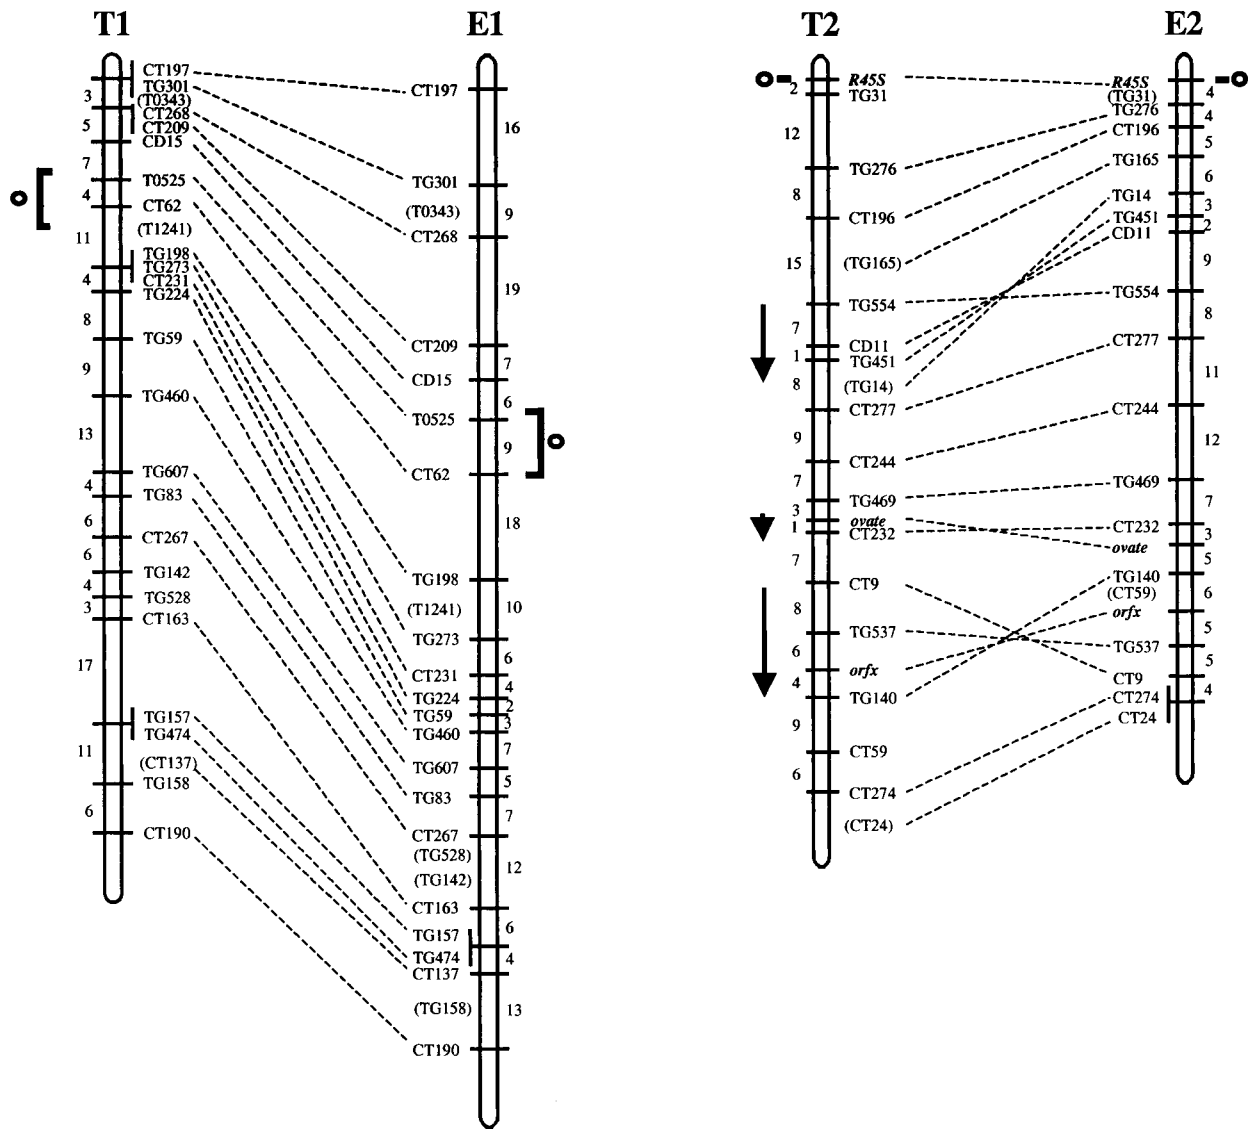 T1
E1
T2
E2
CT197
TG301
(T0343)
CT268
CT209
CD15
T0525
CT62
(T1241)
TG198
TG273
CT231
TG224
TG59
TG460
TG607
TG83
CT267
TG142
TG528
CT163
TG157
TG474
(CT137)
TG158
CT190
3
5
7
4
11
4
8
9
13
4
6
6
4
3
17
11
6
CT197
TG301
(T0343)
CT268
CT209
CD15
T0525
CT62
TG198
(T1241)
TG273
CT231
TG224
TG59
TG460
TG607
TG83
CT267
(TG528)
(TG142)
CT163
TG157
TG474
CT137
(TG158)
CT190
16
9
19
7
6
9
18
10
6
4
2
3
7
5
7
12
6
4
13
R45S
TG31
TG276
CT196
(TG165)
TG554
CD11
TG451
(TG14)
CT277
CT244
TG469
ovate
CT232
CT9
TG537
orfx
TG140
CT59
CT274
(CT24)
2
12
8
15
7
1
8
9
7
3
1
7
8
6
4
9
6
R45S
(TG31)
TG276
CT196
TG165
TG14
TG451
CD11
TG554
CT277
CT244
TG469
CT232
ovate
TG140
(CT59)
orfx
TG537
CT9
CT274
CT24
4
4
5
6
3
2
9
8
11
12
7
3
5
6
5
5
4